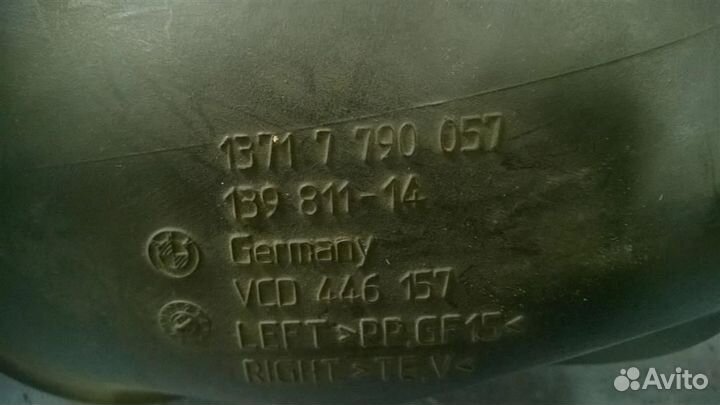 1371 7 790 057
139 811-14
Germany
VCD 446 157
LEFT >PP.GF15<
RIGHT >TE.V<
Avito